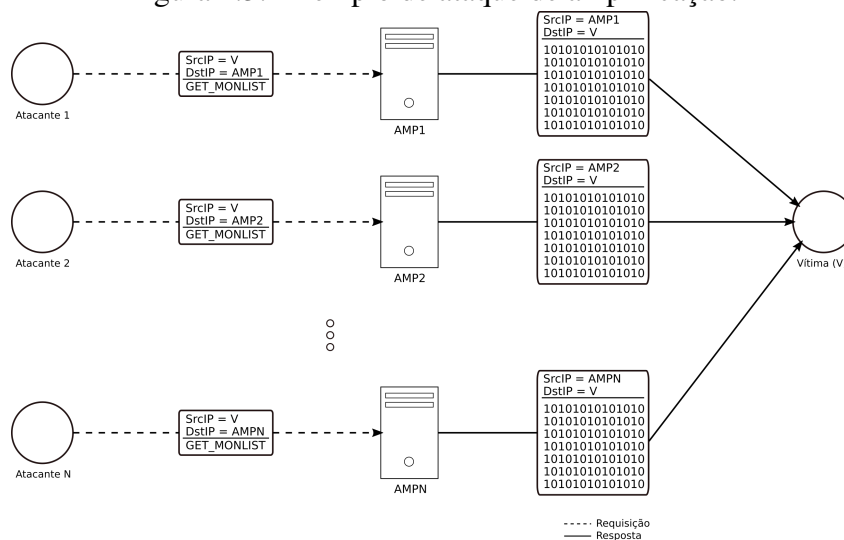 SrcIP = V
DstIP = AMP1
GET_MONLIST
Atacante 1
AMP1
SrcIP = AMP1
DstIP = V
10101010101010
10101010101010
10101010101010
10101010101010
10101010101010
10101010101010
10101010101010
SrcIP = V
DstIP = AMP2
GET_MONLIST
Atacante 2
AMP2
SrcIP = AMP2
DstIP = V
10101010101010
10101010101010
10101010101010
10101010101010
10101010101010
10101010101010
10101010101010
Vítima (V
SrcIP = V
DstIP = AMPN
GET_MONLIST
Atacante N
AMPN
SrcIP = AMPN
DstIP = V
10101010101010
10101010101010
10101010101010
10101010101010
10101010101010
10101010101010
10101010101010
Requisição
Resposta